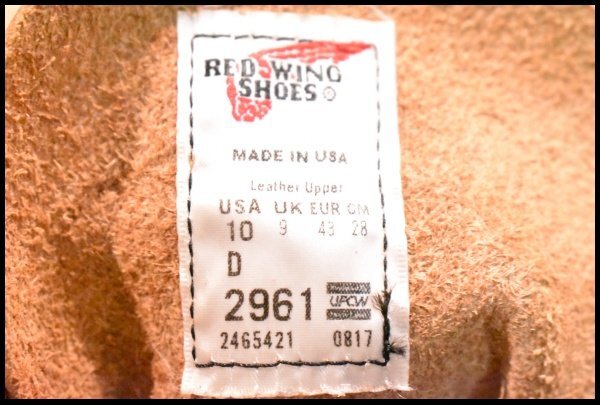 RED WING
SHOES ®
MADE IN USA
Leather Upper
USA UK EUR CM
10 9 43 28
D
2961 UFCW
2465421 0817